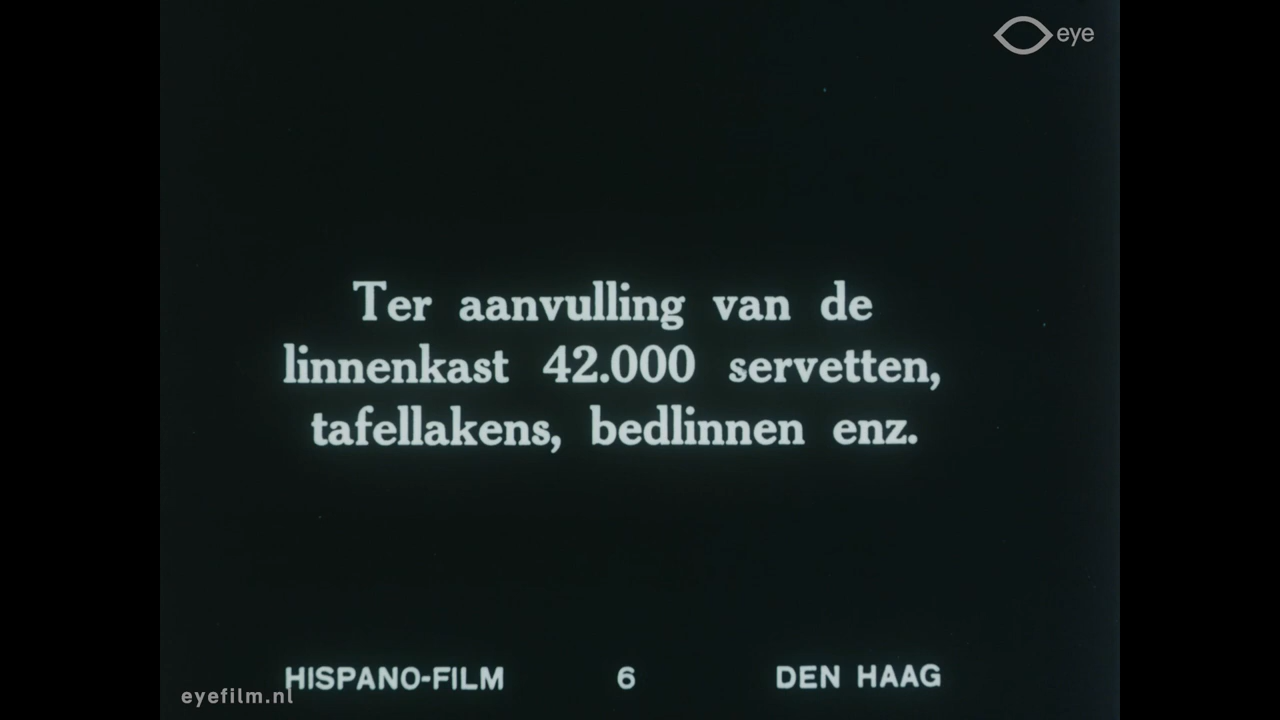 eye
Ter aanvulling van de
linnenkast 42.000 servetten,
tafellakens, bedlinnen enz.
HISPANO-FILM 6 DEN HAAG
eyefilm.nl